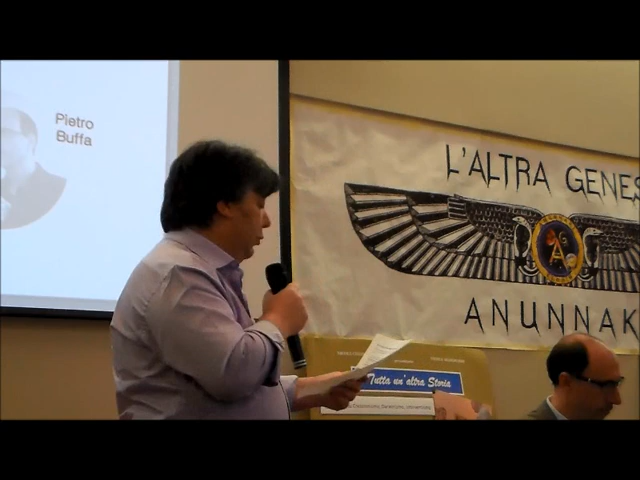 Pietro
Buffa
L'ALTRA GENES
ANUNNAK
Tutta un'altra Storia